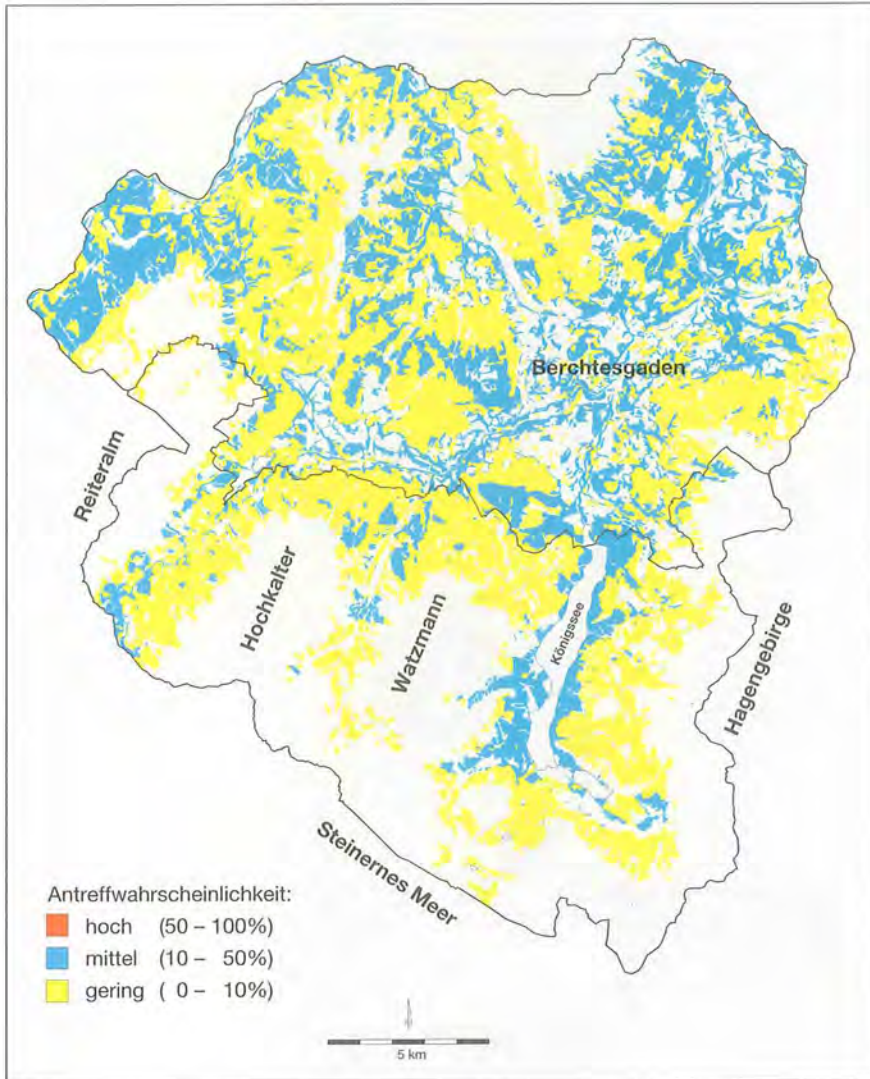 Berchtesgaden
Reiteralm
Hochkalter
Watzmann
Königssee
Hagengebirge
Steinernes Meer
Antreffwahrscheinlichkeit:
hoch (50 – 100%)
mittel (10 – 50%)
gering ( 0 – 10%)
5 km